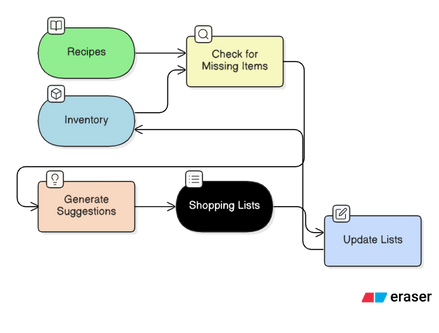 Recipes
Check for
Missing Items
Inventory
Generate
Suggestions
Shopping Lists
Update Lists
eraser